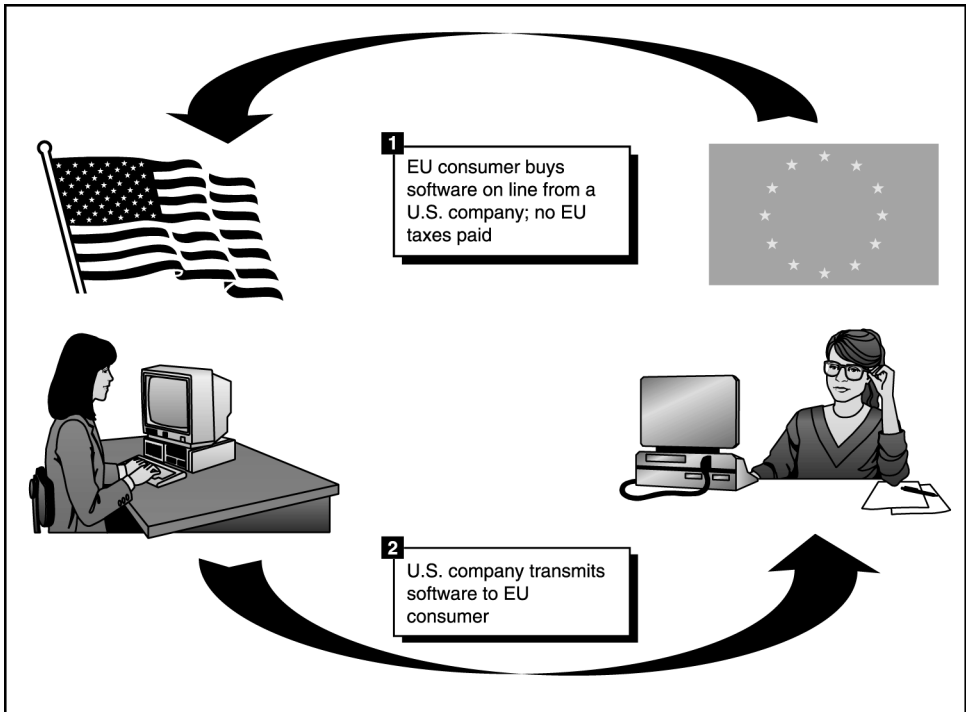 1
EU consumer buys
software on line from a
U.S. company; no EU
taxes paid
2
U.S. company transmits
software to EU
consumer